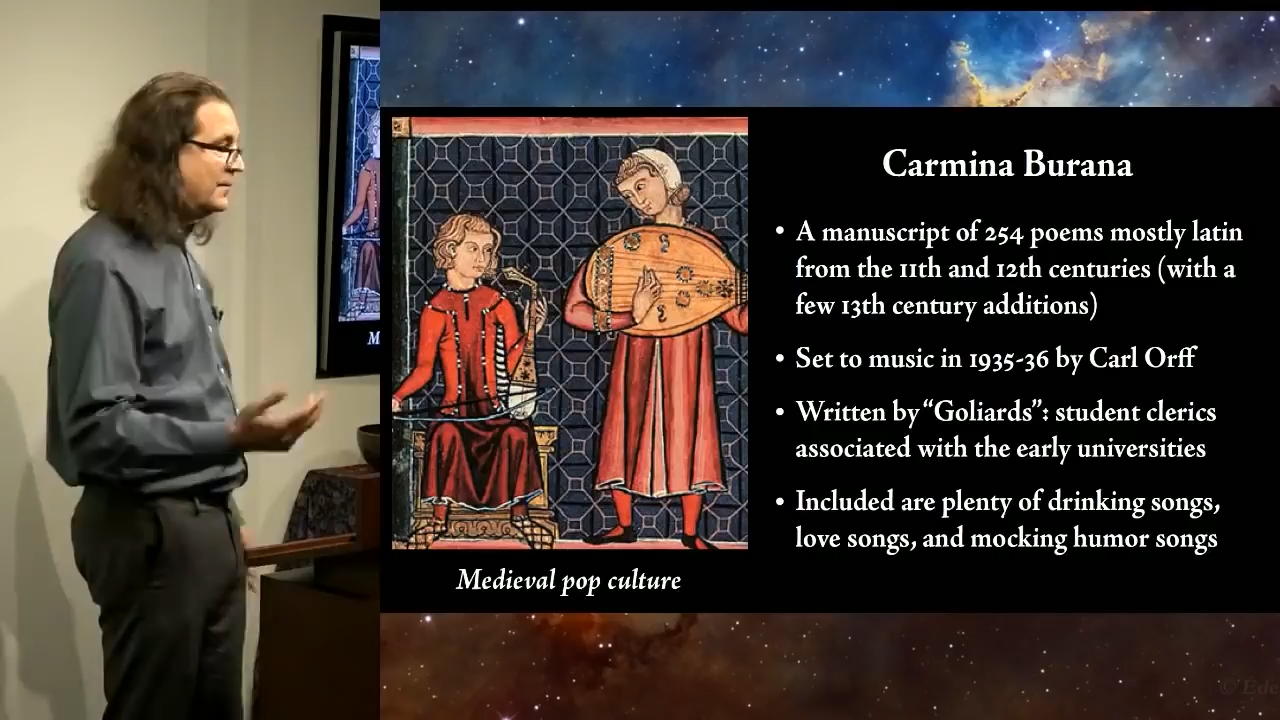 Carmina Burana
• A manuscript of 254 poems mostly latin
from the 11th and 12th centuries (with a
few 13th century additions)
• Set to music in 1935-36 by Carl Orff
• Written by “Goliards”: student clerics
associated with the early universities
• Included are plenty of drinking songs,
love songs, and mocking humor songs
Medieval pop culture
M